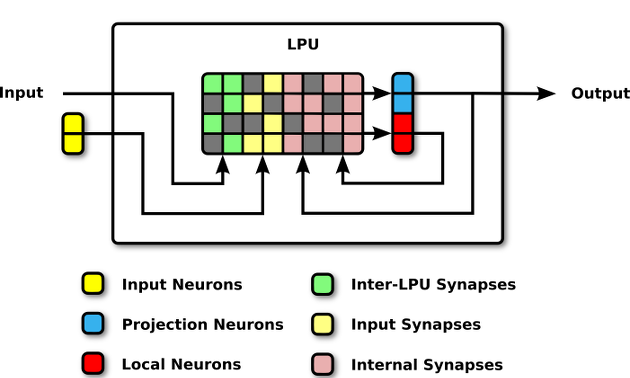 LPU
Input
Output
Input Neurons
Inter-LPU Synapses
Projection Neurons
Input Synapses
Local Neurons
Internal Synapses